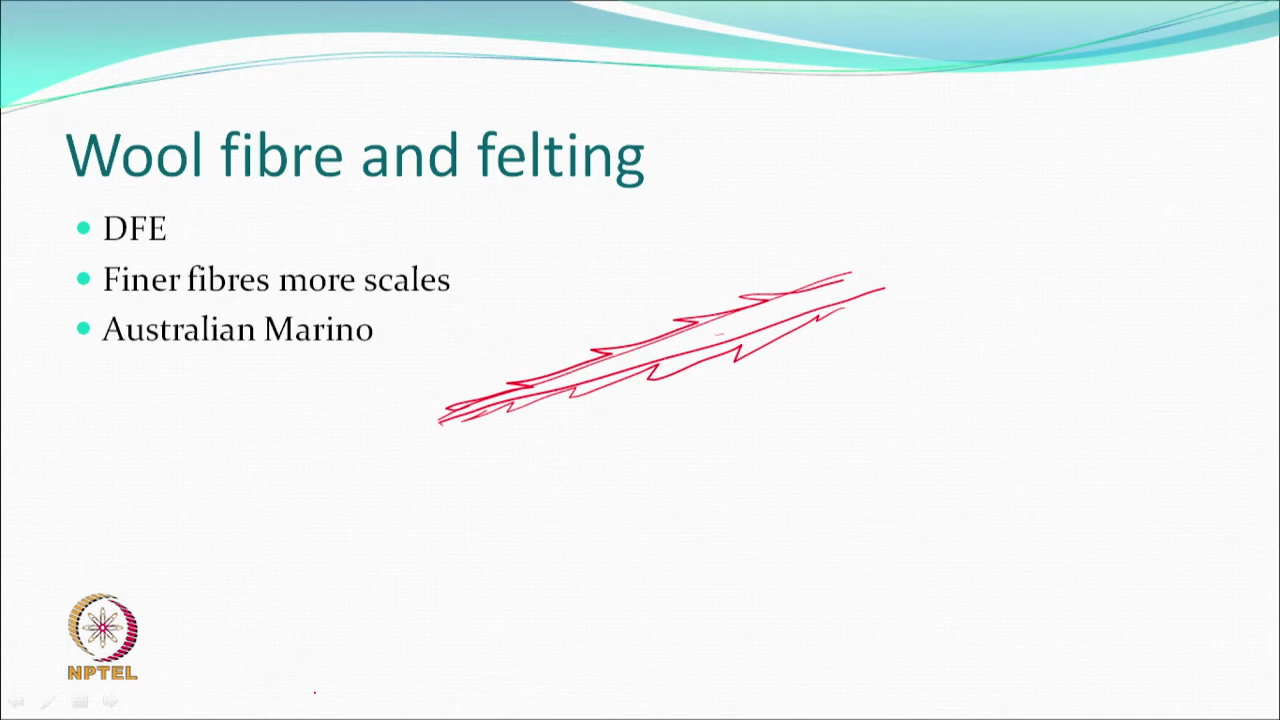 Wool fibre and felting
DFE
Finer fibres more scales
Australian Marino
NPTEL